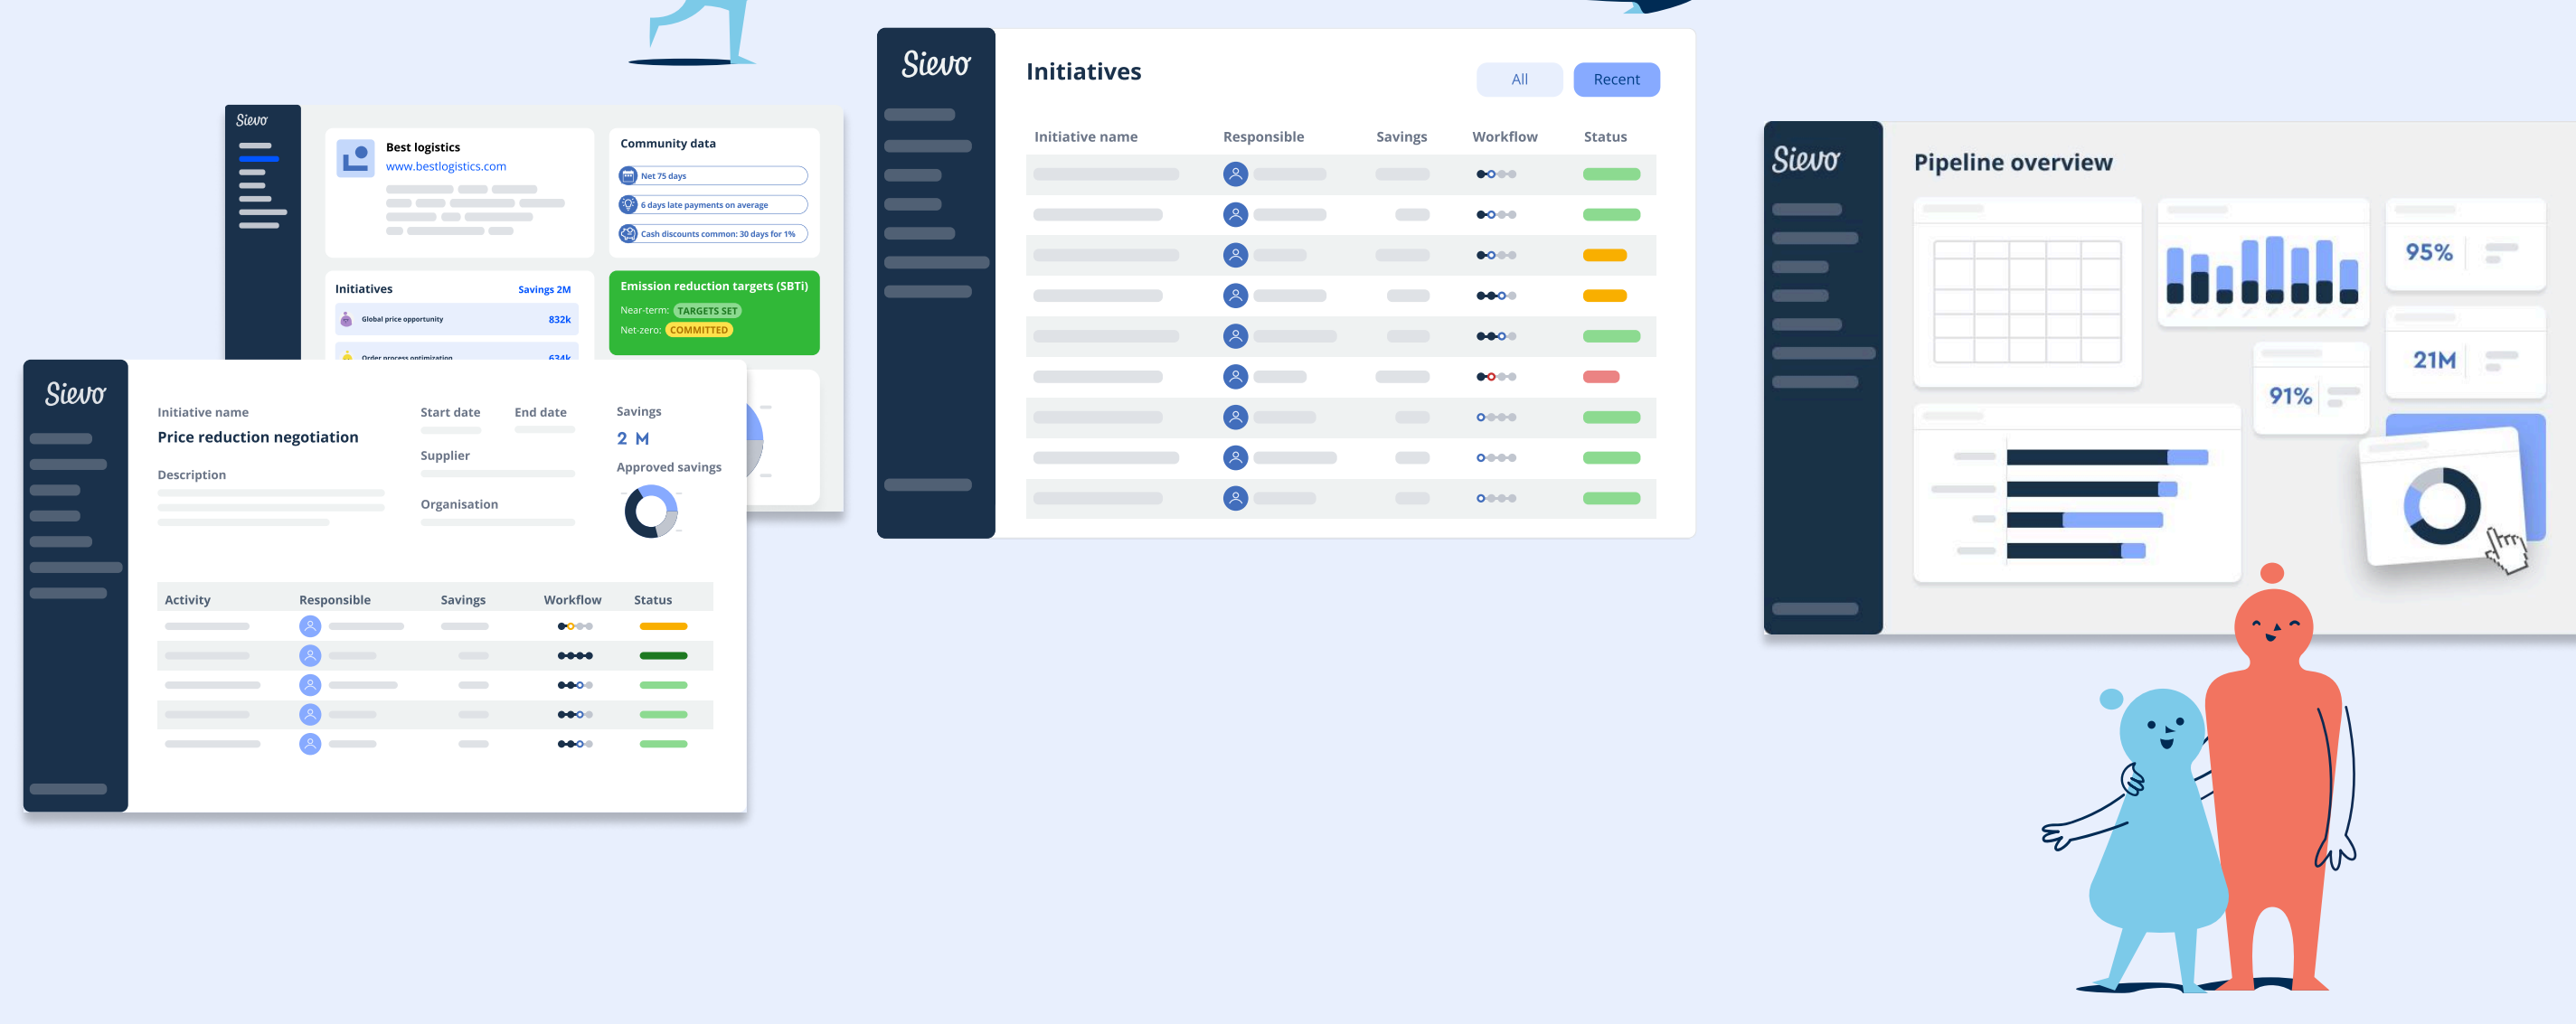 Sievo
Best logistics
www.bestlogistics.com
Community data
Net 75 days
6 days late payments on average
Cash discounts common: 30 days for 1%
Initiatives
Savings 2M
Global price opportunity
832k
Order process optimization
634k
Emission reduction targets (SBTi)
Near-term: TARGETS SET
Net-zero: COMMITTED
Sievo
Initiative name
Price reduction negotiation
Description
Start date
End date
Supplier
Organisation
Savings
2 M
Approved savings
Activity Responsible Savings Workflow Status
Sievo
Initiatives
All
Recent
Initiative name Responsible Savings Workflow Status
Sievo
Pipeline overview
95%
21M
91%